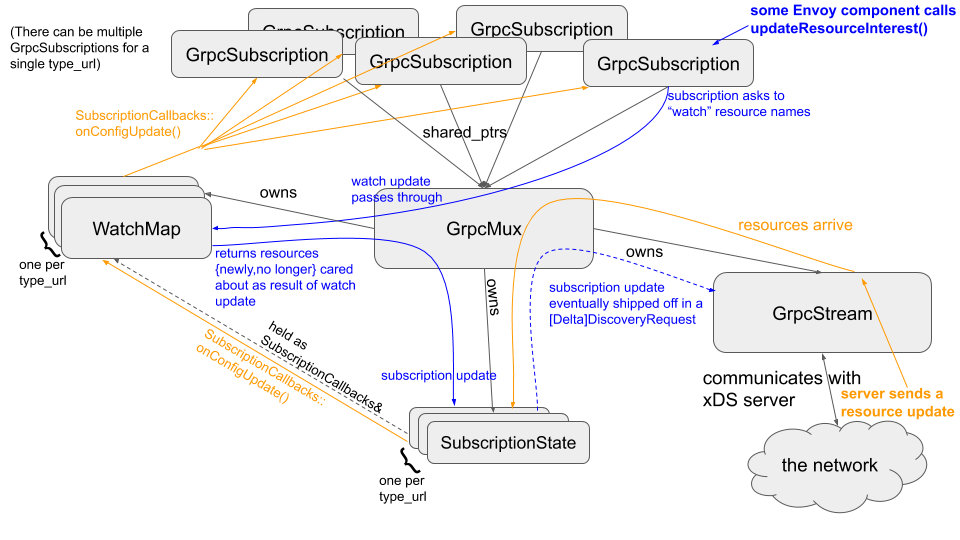 some Envoy component calls
updateResourceInterest()
(There can be multiple
GrpcSubscriptions for a
single type_url)
GrpcSubscription
GrpcSubscription
GrpcSubscription
GrpcSubscription
GrpcSubscription
subscription asks to
“watch” resource names
SubscriptionCallbacks::
onConfigUpdate()
shared_ptrs
watch update
passes through
owns
WatchMap
GrpcMux
resources arrive
owns
one per
type_url
returns resources
{newly,no longer} cared
about as result of watch
update
owns
subscription update
eventually shipped off in a
[Delta]DiscoveryRequest
GrpcStream
held as
SubscriptionCallbacks&
SubscriptionCallbacks::
onConfigUpdate()
subscription update
communicates with
xDS server
server sends a
resource update
SubscriptionState
the network
one per
type_url